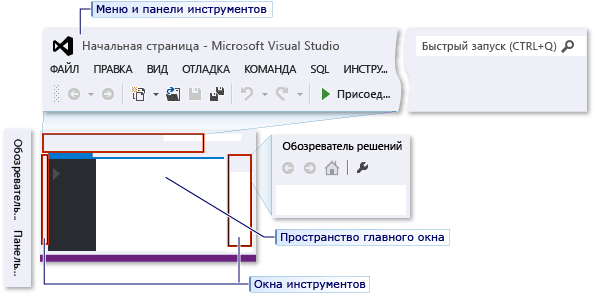 Меню и панели инструментов
Начальная страница - Microsoft Visual Studio
Быстрый запуск (CTRL+Q)
ФАЙЛ ПРАВКА ВИД ОТЛАДКА КОМАНДА SQL ИНСТРУ...
Присоед...
Обозреватель... Панель...
Обозреватель решений
Пространство главного окна
Окна инструментов